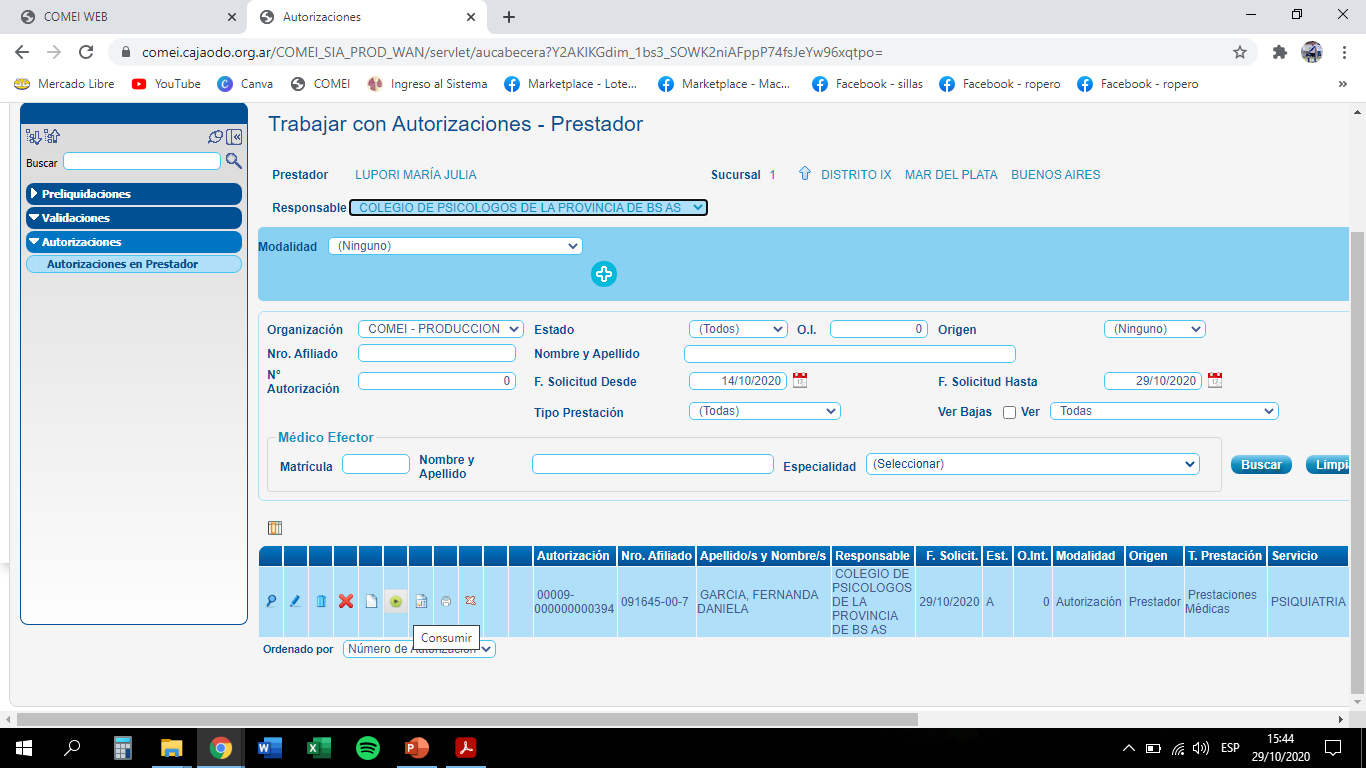 COMEI WEB
Autorizaciones
comei.cajaodo.org.ar/COMEI_SIA_PROD_WAN/servlet/aucabecera?Y2AKIKGdim_1bs3_SOWK2niAFppP74fsJeYw96xqtpo=
Mercado Libre YouTube Canva COMEI Ingreso al Sistema Marketplace - Lote... Marketplace - Mac... Facebook - sillas Facebook - ropero Facebook - ropero »
Buscar
Preliquidaciones
Validaciones
Autorizaciones
Autorizaciones en Prestador
Trabajar con Autorizaciones - Prestador
Prestador LUPORI MARÍA JULIA Sucursal 1 DISTRITO IX MAR DEL PLATA BUENOS AIRES
Responsable COLEGIO DE PSICOLOGOS DE LA PROVINCIA DE BS AS
Modalidad (Ninguno)
Organización COMEI - PRODUCCION Estado (Todos) O.I. 0 Origen (Ninguno)
Nro. Afiliado Nombre y Apellido
N° Autorización 0 F. Solicitud Desde 14/10/2020 F. Solicitud Hasta 29/10/2020
Tipo Prestación (Todas) Ver Bajas Ver Todas
Médico Efector
Matrícula Nombre y Apellido Especialidad (Seleccionar) Buscar Limpi
Autorización Nro. Afiliado Apellido/s y Nombre/s Responsable F. Solicit. Est. O.Int. Modalidad Origen T. Prestación Servicio
00009-000000000394 091645-00-7 GARCIA, FERNANDA DANIELA COLEGIO DE PSICOLOGOS DE LA PROVINCIA DE BS AS 29/10/2020 A 0 Autorización Prestador Prestaciones Médicas PSIQUIATRIA
Consumir
Ordenado por Número de Autorización
ESP
15:44
29/10/2020